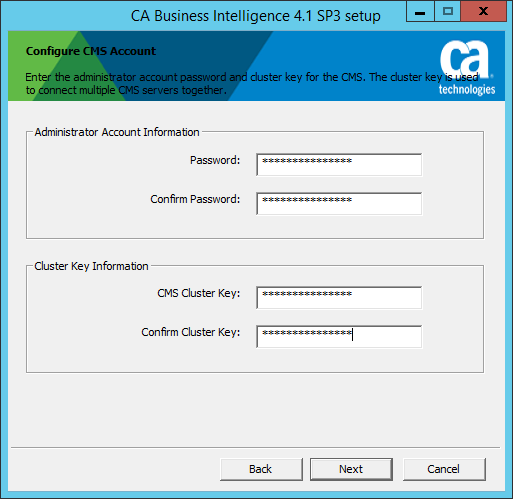 CA Business Intelligence 4.1 SP3 setup
Configure CMS Account
Enter the administrator account password and cluster key for the CMS. The cluster key is used
to connect multiple CMS servers together.
ca
technologies
Administrator Account Information
Password: ***************
Confirm Password: ***************
Cluster Key Information
CMS Cluster Key: ***************
Confirm Cluster Key: ***************
Back Next Cancel